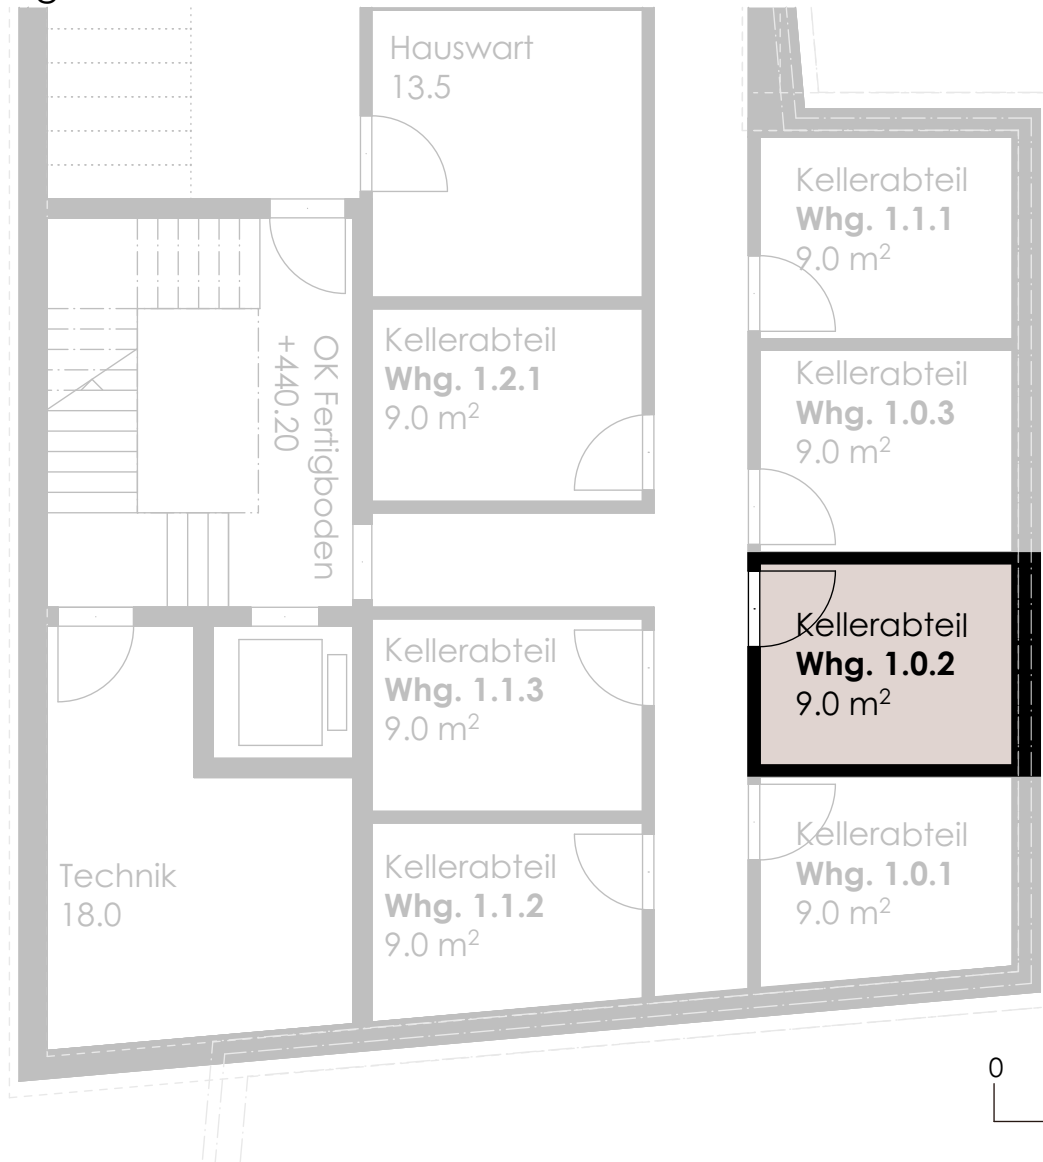 Hauswart
13.5
Kellerabteil
Whg. 1.1.1
9.0 m²
OK Fertigboden
+440.20
Kellerabteil
Whg. 1.2.1
9.0 m²
Kellerabteil
Whg. 1.0.3
9.0 m²
Kellerabteil
Whg. 1.1.3
9.0 m²
Kellerabteil
Whg. 1.0.2
9.0 m²
Technik
18.0
Kellerabteil
Whg. 1.1.2
9.0 m²
Kellerabteil
Whg. 1.0.1
9.0 m²
0